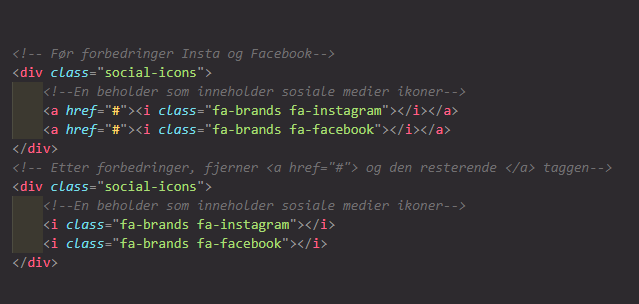 <!-- Før forbedringer Insta og Facebook-->
<div class="social-icons">
<!--En beholder som inneholder sosiale medier ikoner-->
<a href="#"><i class="fa-brands fa-instagram"></i></a>
<a href="#"><i class="fa-brands fa-facebook"></i></a>
</div>
<!-- Etter forbedringer, fjerner <a href="#"> og den resterende </a> taggen-->
<div class="social-icons">
<!--En beholder som inneholder sosiale medier ikoner-->
<i class="fa-brands fa-instagram"></i>
<i class="fa-brands fa-facebook"></i>
</div>